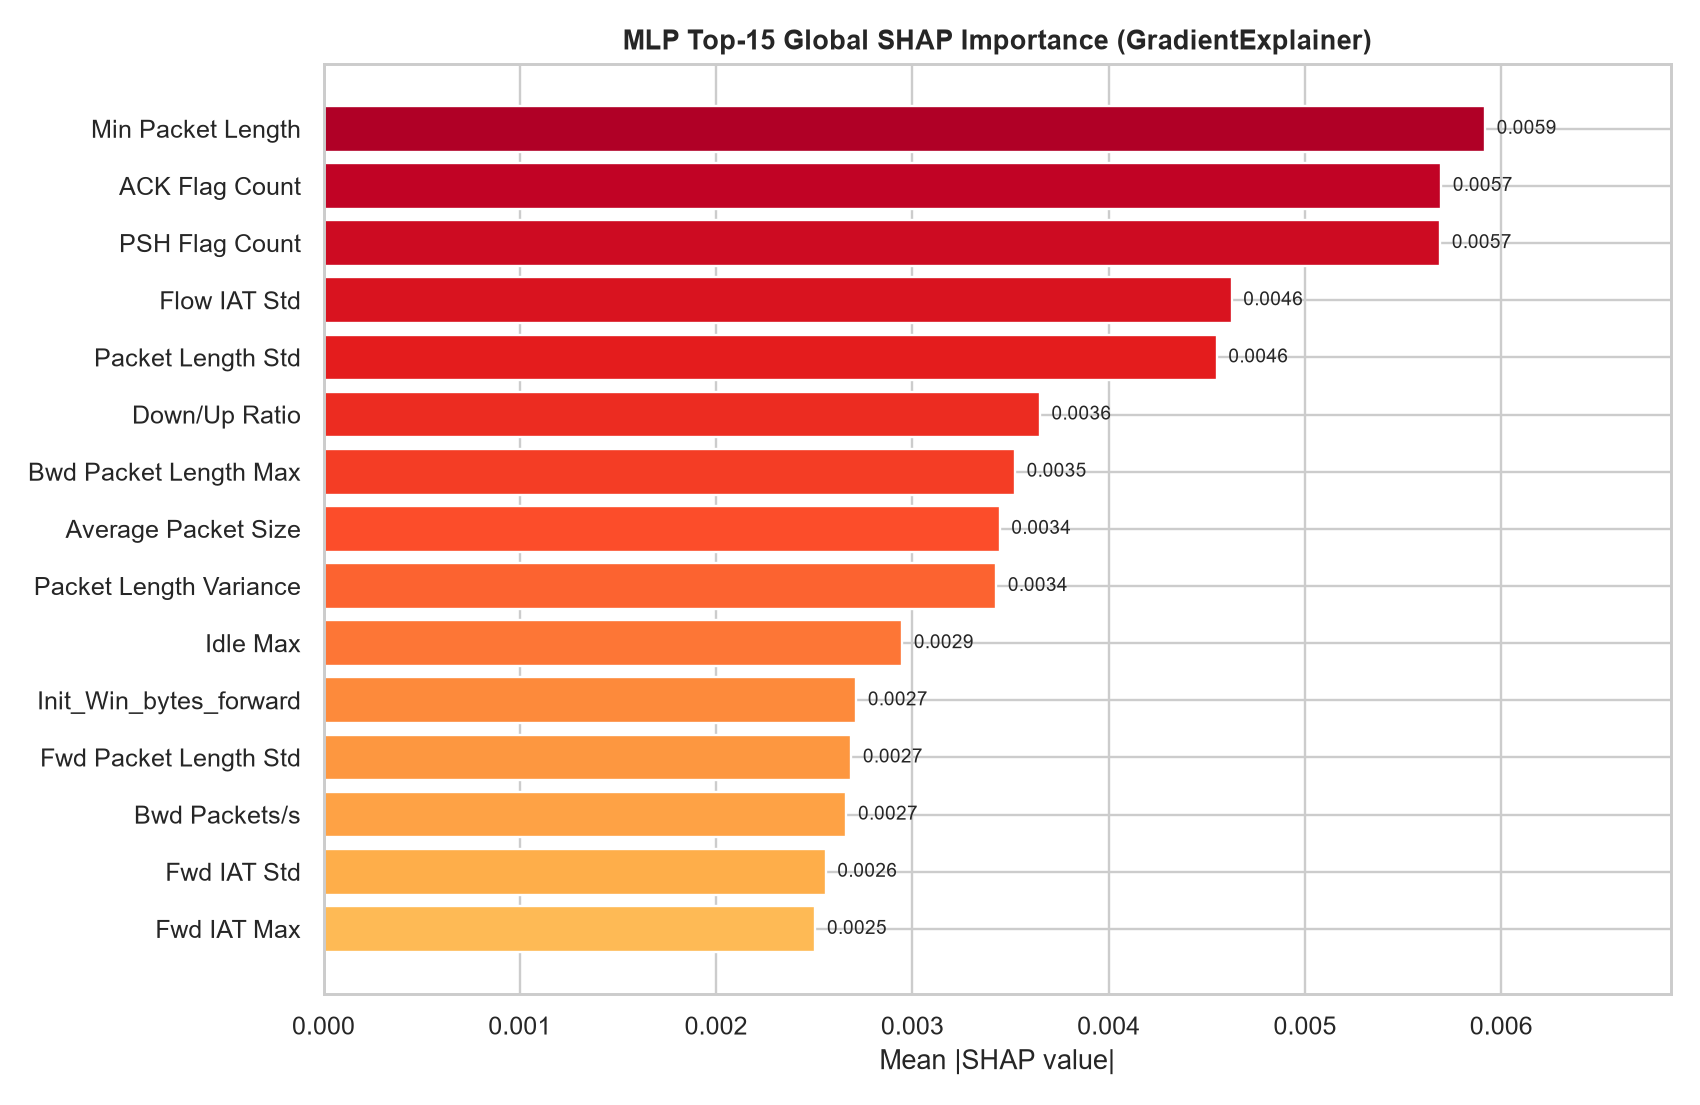 MLP Top-15 Global SHAP Importance (GradientExplainer)
Min Packet Length 0.0059
ACK Flag Count 0.0057
PSH Flag Count 0.0057
Flow IAT Std 0.0046
Packet Length Std 0.0046
Down/Up Ratio 0.0036
Bwd Packet Length Max 0.0035
Average Packet Size 0.0034
Packet Length Variance 0.0034
Idle Max 0.0029
Init_Win_bytes_forward 0.0027
Fwd Packet Length Std 0.0027
Bwd Packets/s 0.0027
Fwd IAT Std 0.0026
Fwd IAT Max 0.0025
0.000 0.001 0.002 0.003 0.004 0.005 0.006
Mean |SHAP value|